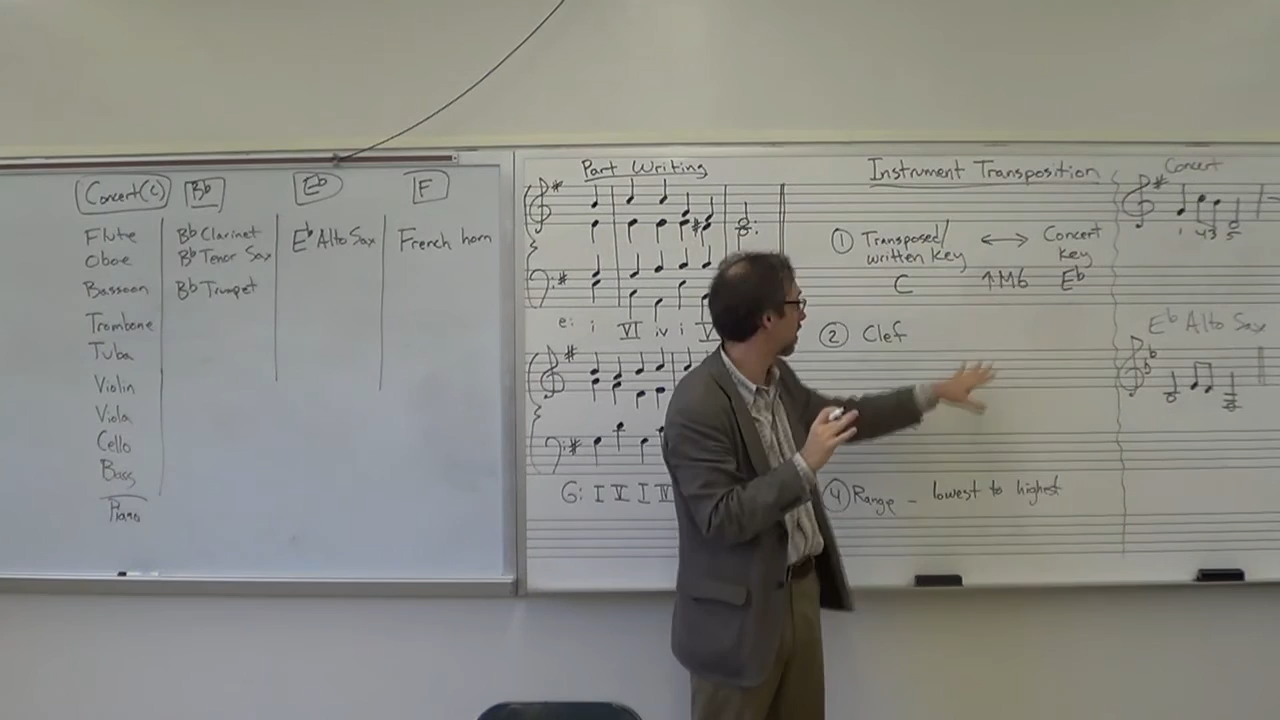 Concert(C) Bb Eb F
Flute Bb Clarinet Eb Alto Sax French horn
Oboe Bb Tenor Sax
Bassoon Bb Trumpet
Trombone
Tuba
Violin
Viola
Cello
Bass
Piano
Part Writing
e: i VI iv i V
G: I V I IV
Instrument Transposition
① Transposed/ ↔ Concert
written key key
C ↑M6 Eb
② Clef
④ Range - lowest to highest
Concert
1 4 3 5
Eb Alto Sax